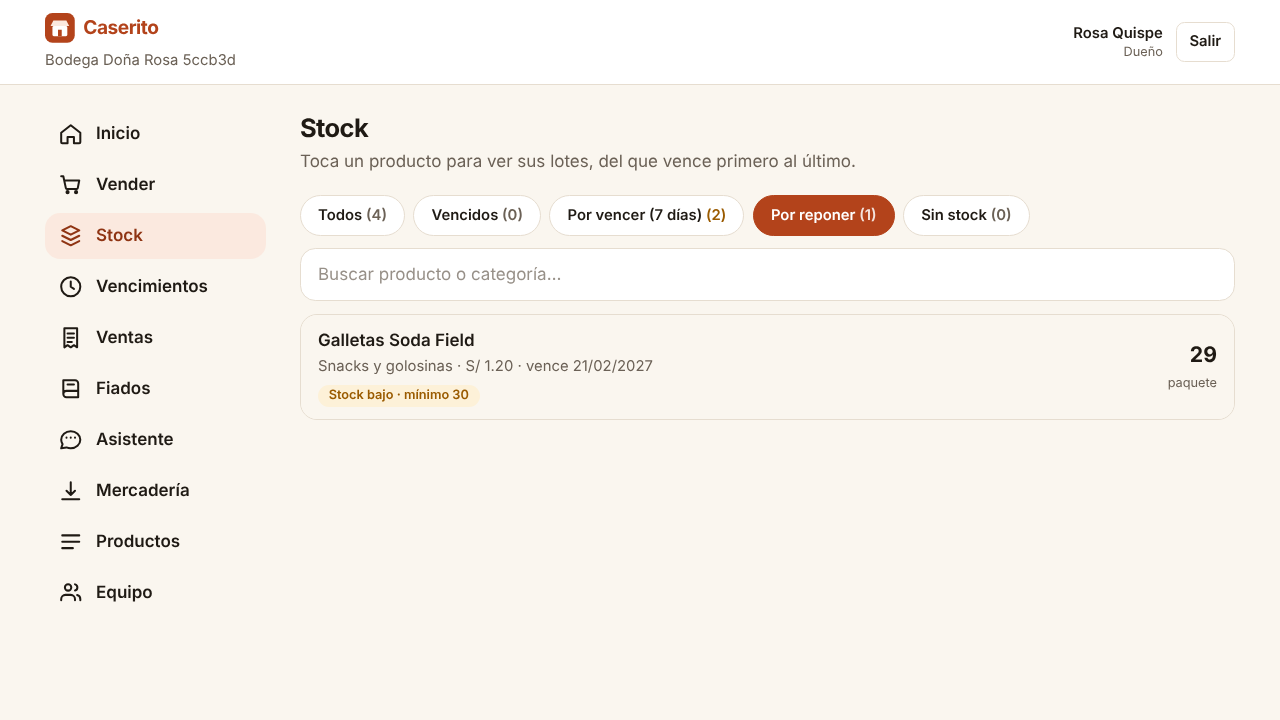 Caserito
Bodega Doña Rosa 5ccb3d
Rosa Quispe
Dueño
Salir
Inicio
Vender
Stock
Vencimientos
Ventas
Fiados
Asistente
Mercadería
Productos
Equipo
Stock
Toca un producto para ver sus lotes, del que vence primero al último.
Todos (4)
Vencidos (0)
Por vencer (7 días) (2)
Por reponer (1)
Sin stock (0)
Buscar producto o categoría...
Galletas Soda Field
Snacks y golosinas · S/ 1.20 · vence 21/02/2027
Stock bajo · mínimo 30
29
paquete